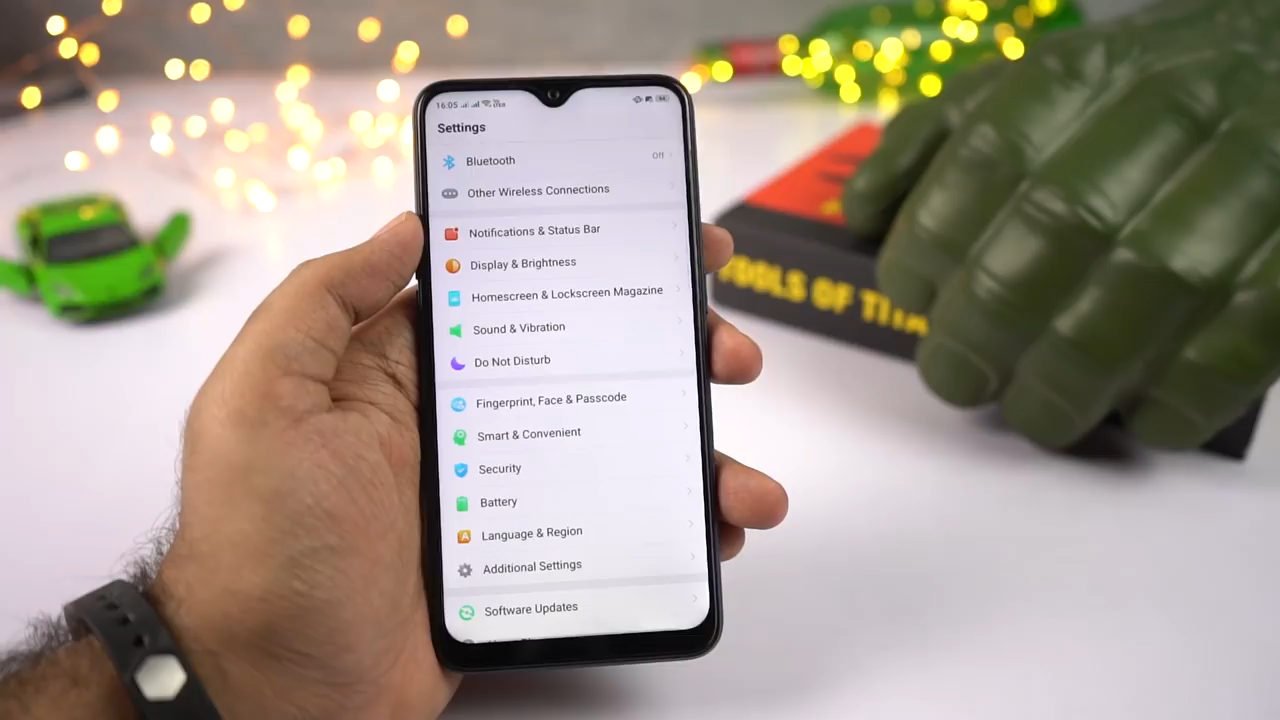 16:05
Settings
Bluetooth
Off
Other Wireless Connections
Notifications & Status Bar
Display & Brightness
Homescreen & Lockscreen Magazine
Sound & Vibration
Do Not Disturb
Fingerprint, Face & Passcode
Smart & Convenient
Security
Battery
Language & Region
Additional Settings
Software Updates
OF